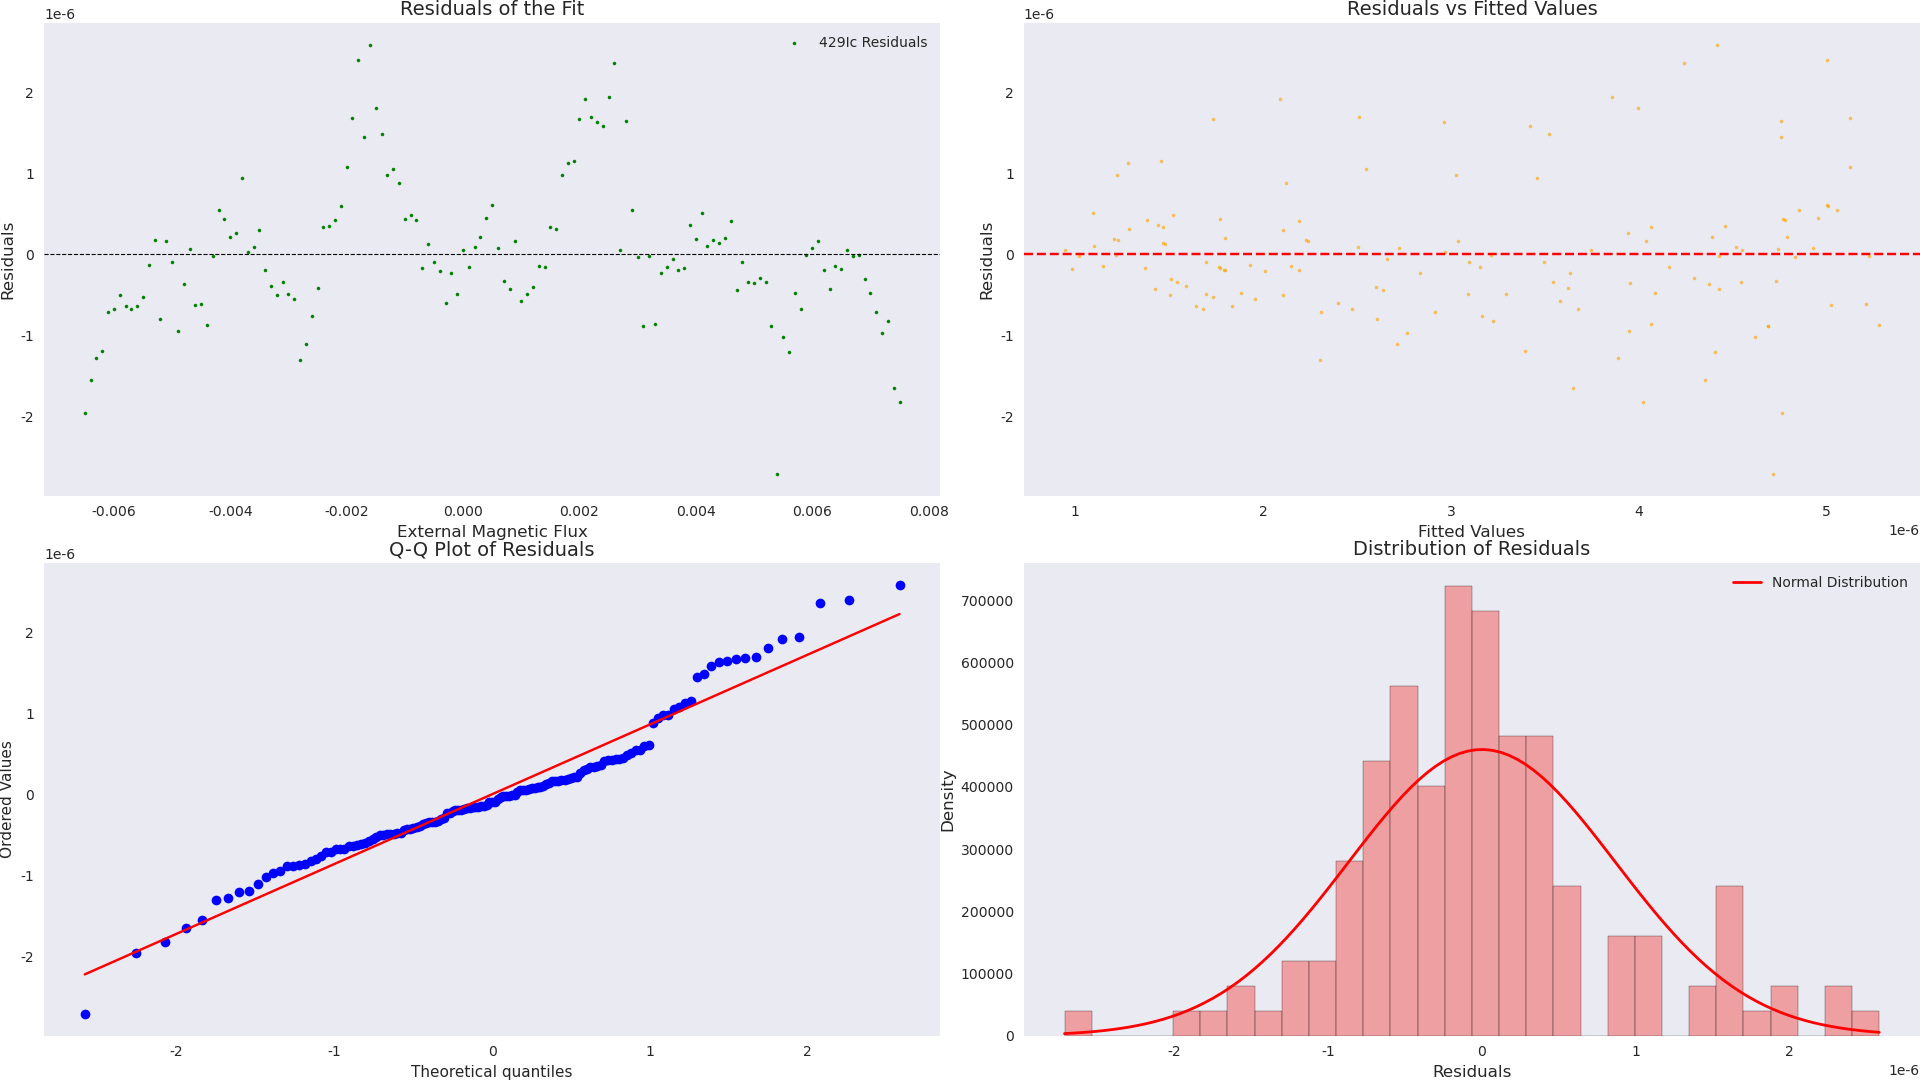 Residuals of the Fit
1e-6
429Ic Residuals
2
1
0
-1
-2
Residuals
-0.006 -0.004 -0.002 0.000 0.002 0.004 0.006 0.008
External Magnetic Flux
Residuals vs Fitted Values
1e-6
2
1
0
-1
-2
Residuals
1 2 3 4 5
1e-6
Fitted Values
Q-Q Plot of Residuals
1e-6
2
1
0
-1
-2
Ordered Values
-2 -1 0 1 2
Theoretical quantiles
Distribution of Residuals
Normal Distribution
700000
600000
500000
400000
300000
200000
100000
0
Density
-2 -1 0 1 2
1e-6
Residuals